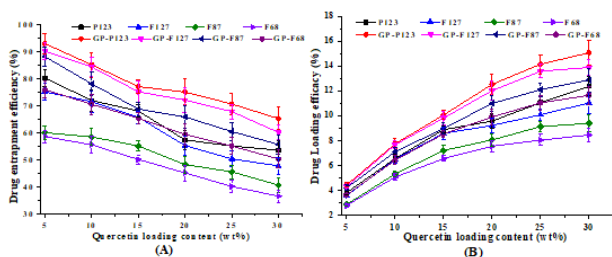 P123 F127 F87 F68
GP-P123 GP-F127 GP-F87 GP-F68
Drug entrapment efficacy (%)
100
90
80
70
60
50
40
30
5 10 15 20 25 30
Quercetin loading content (wt%)
(A)
P123 F127 F87 F68
GP-P123 GP-F127 GP-F87 GP-F68
Drug Loading efficacy (%)
18
16
14
12
10
8
6
4
2
5 10 15 20 25 30
Quercetin loading content (wt%)
(B)